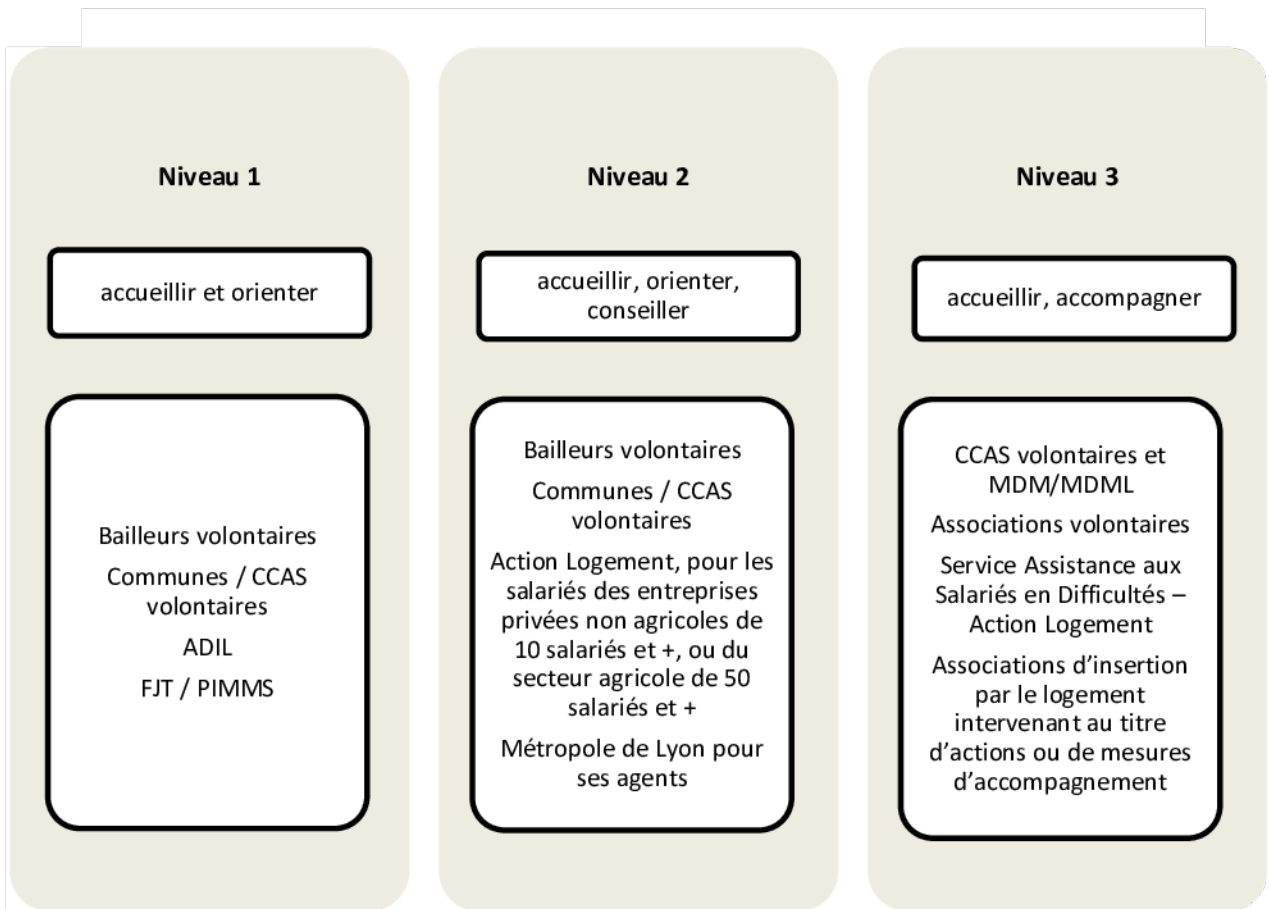 Niveau 1
accueillir et orienter
Bailleurs volontaires
Communes / CCAS
volontaires
ADIL
FJT / PIMMS
Niveau 2
accueillir, orienter,
conseiller
Bailleurs volontaires
Communes / CCAS
volontaires
Action Logement, pour les
salariés des entreprises
privées non agricoles de
10 salariés et +, ou du
secteur agricole de 50
salariés et +
Métropole de Lyon pour
ses agents
Niveau 3
accueillir, accompagner
CCAS volontaires et
MDM/MDML
Associations volontaires
Service Assistance aux
Salariés en Difficultés –
Action Logement
Associations d’insertion
par le logement
intervenant au titre
d’actions ou de mesures
d’accompagnement